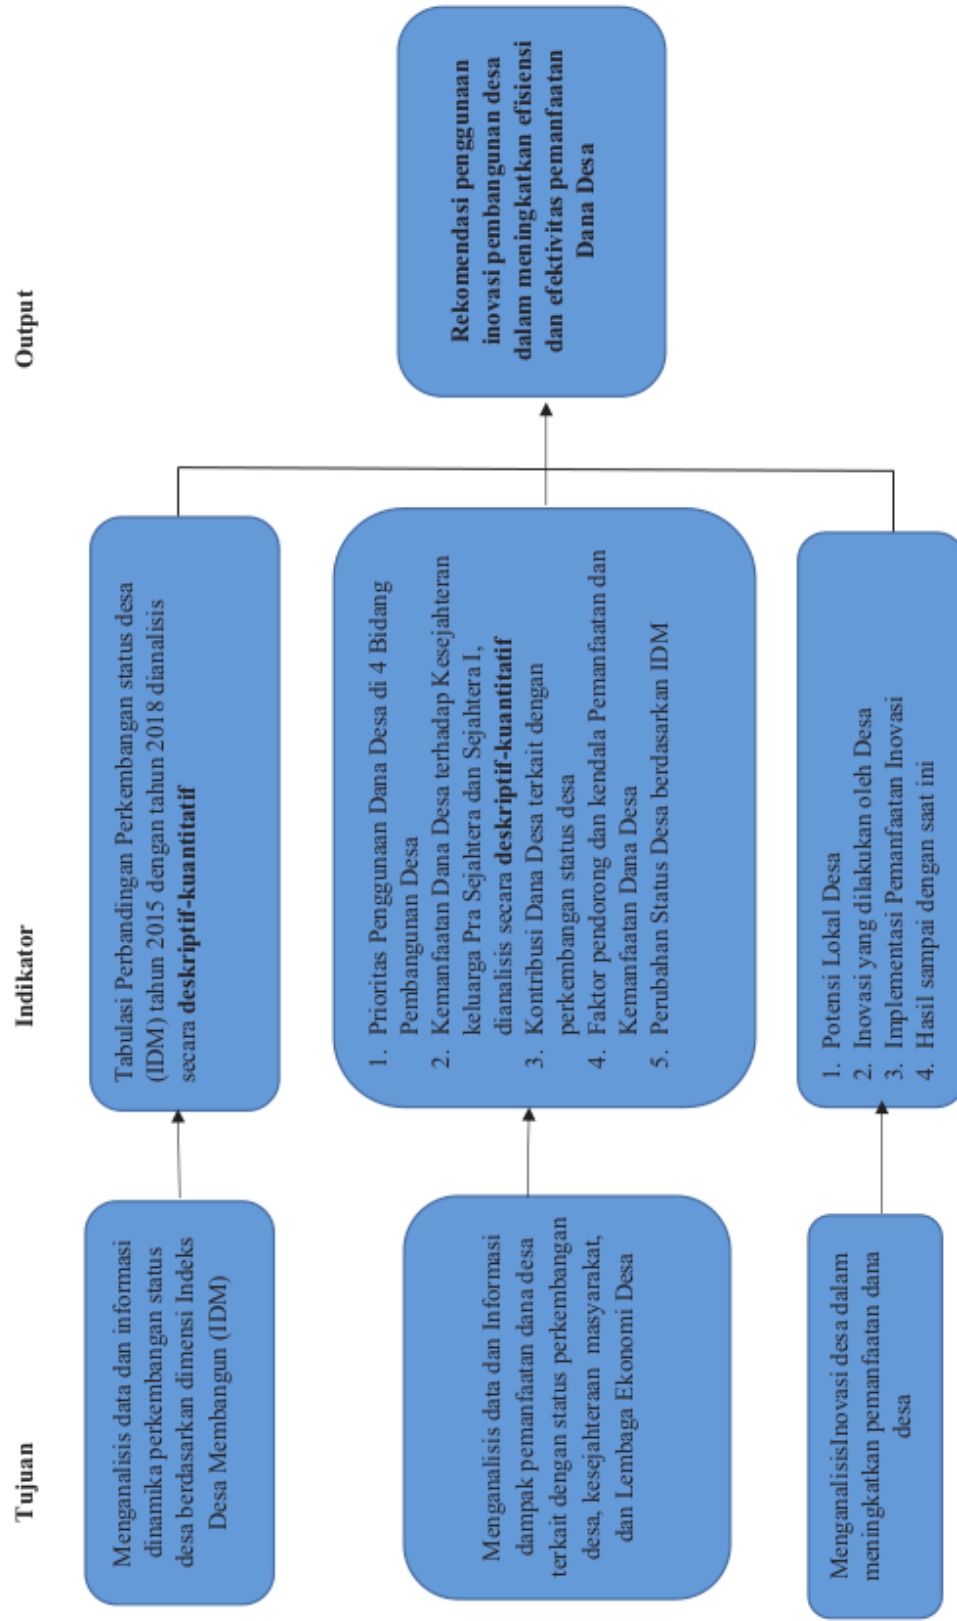 Tujuan
Indikator
Output
Menganalisis data dan informasi
dinamika perkembangan status
desa berdasarkan dimensi Indeks
Desa Membangun (IDM)
Tabulasi Perbandingan Perkembangan status desa
(IDM) tahun 2015 dengan tahun 2018 dianalisis
secara deskriptif-kuantitatif
Menganalisis data dan Informasi
dampak pemanfaatan dana desa
terkait dengan status perkembangan
desa, kesejahteraan masyarakat,
dan Lembaga Ekonomi Desa
1. Prioritas Penggunaan Dana Desa di 4 Bidang
Pembangunan Desa
2. Kemanfaatan Dana Desa terhadap Kesejahteran
keluarga Pra Sejahtera dan Sejahtera I,
dianalisis secara deskriptif-kuantitatif
3. Kontribusi Dana Desa terkait dengan
perkembangan status desa
4. Faktor pendorong dan kendala Pemanfaatan dan
Kemanfaatan Dana Desa
5. Perubahan Status Desa berdasarkan IDM
Rekomendasi penggunaan
inovasi pembangunan desa
dalam meningkatkan efisiensi
dan efektivitas pemanfaatan
Dana Desa
MenganalisisInovasi desa dalam
meningkatkan pemanfaatan dana
desa
1. Potensi Lokal Desa
2. Inovasi yang dilakukan oleh Desa
3. Implementasi Pemanfaatan Inovasi
4. Hasil sampai dengan saat ini